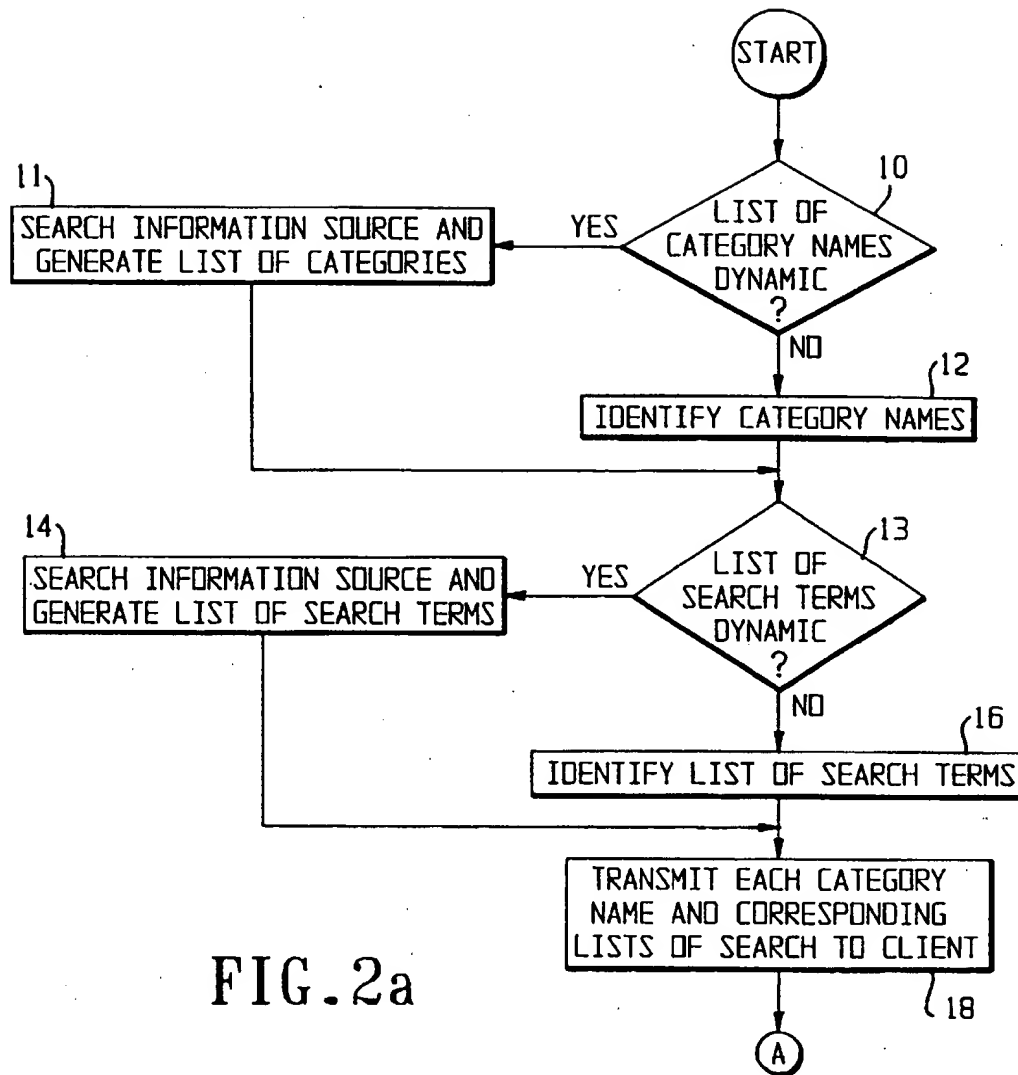 START
10
LIST OF
CATEGORY NAMES
DYNAMIC
?
YES
NO
11
SEARCH INFORMATION SOURCE AND
GENERATE LIST OF CATEGORIES
12
IDENTIFY CATEGORY NAMES
13
LIST OF
SEARCH TERMS
DYNAMIC
?
YES
NO
14
SEARCH INFORMATION SOURCE AND
GENERATE LIST OF SEARCH TERMS
16
IDENTIFY LIST OF SEARCH TERMS
TRANSMIT EACH CATEGORY
NAME AND CORRESPONDING
LISTS OF SEARCH TO CLIENT
18
A
FIG.2a